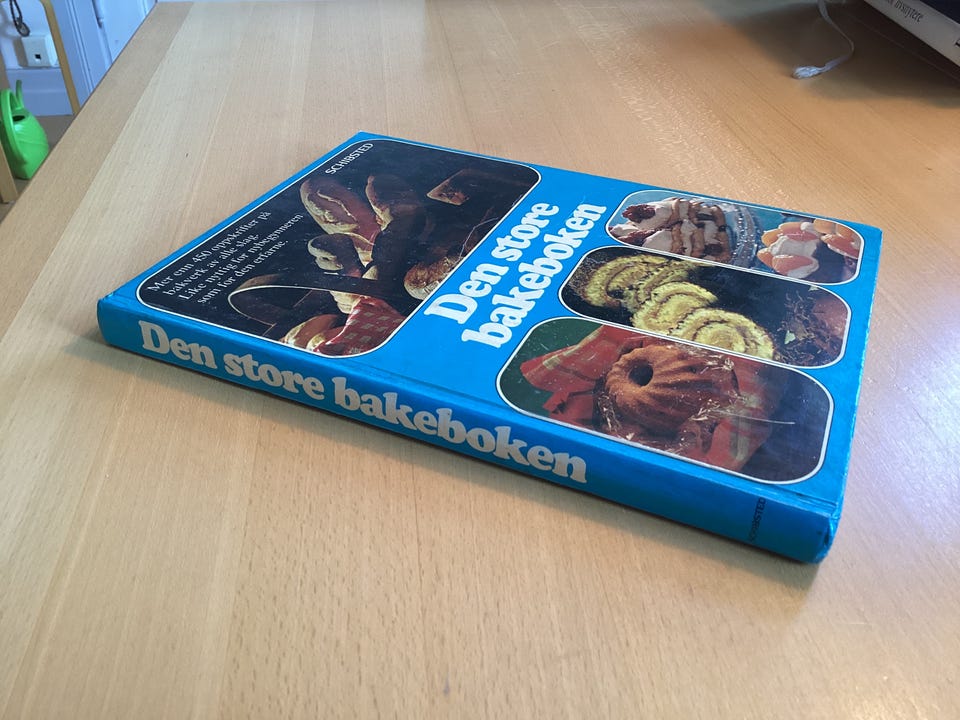 SCHIBSTED
Mer enn 450 oppskrifter på
bakverk av alle slag.
Like nyttig for nybegynneren
som for den erfarne.
Den store
bakeboken
Den store bakeboken
SCHIBSTED